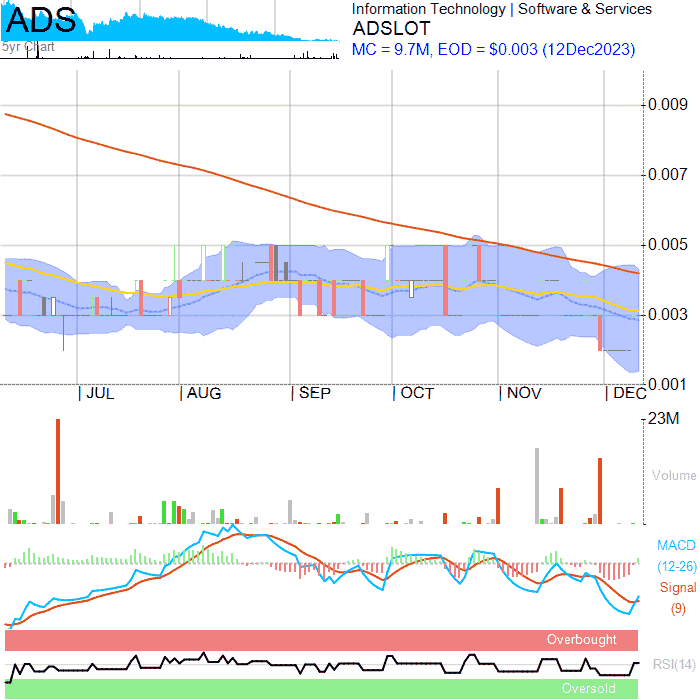 ADS
5yr Chart
Information Technology | Software & Services
ADSLOT
MC = 9.7M, EOD = $0.003 (12Dec2023)
0.009
0.007
0.005
0.003
0.001
| JUL | AUG | SEP | OCT | NOV | DEC
23M
Volume
MACD
(12-26)
Signal
(9)
Overbought
RSI(14)
Oversold